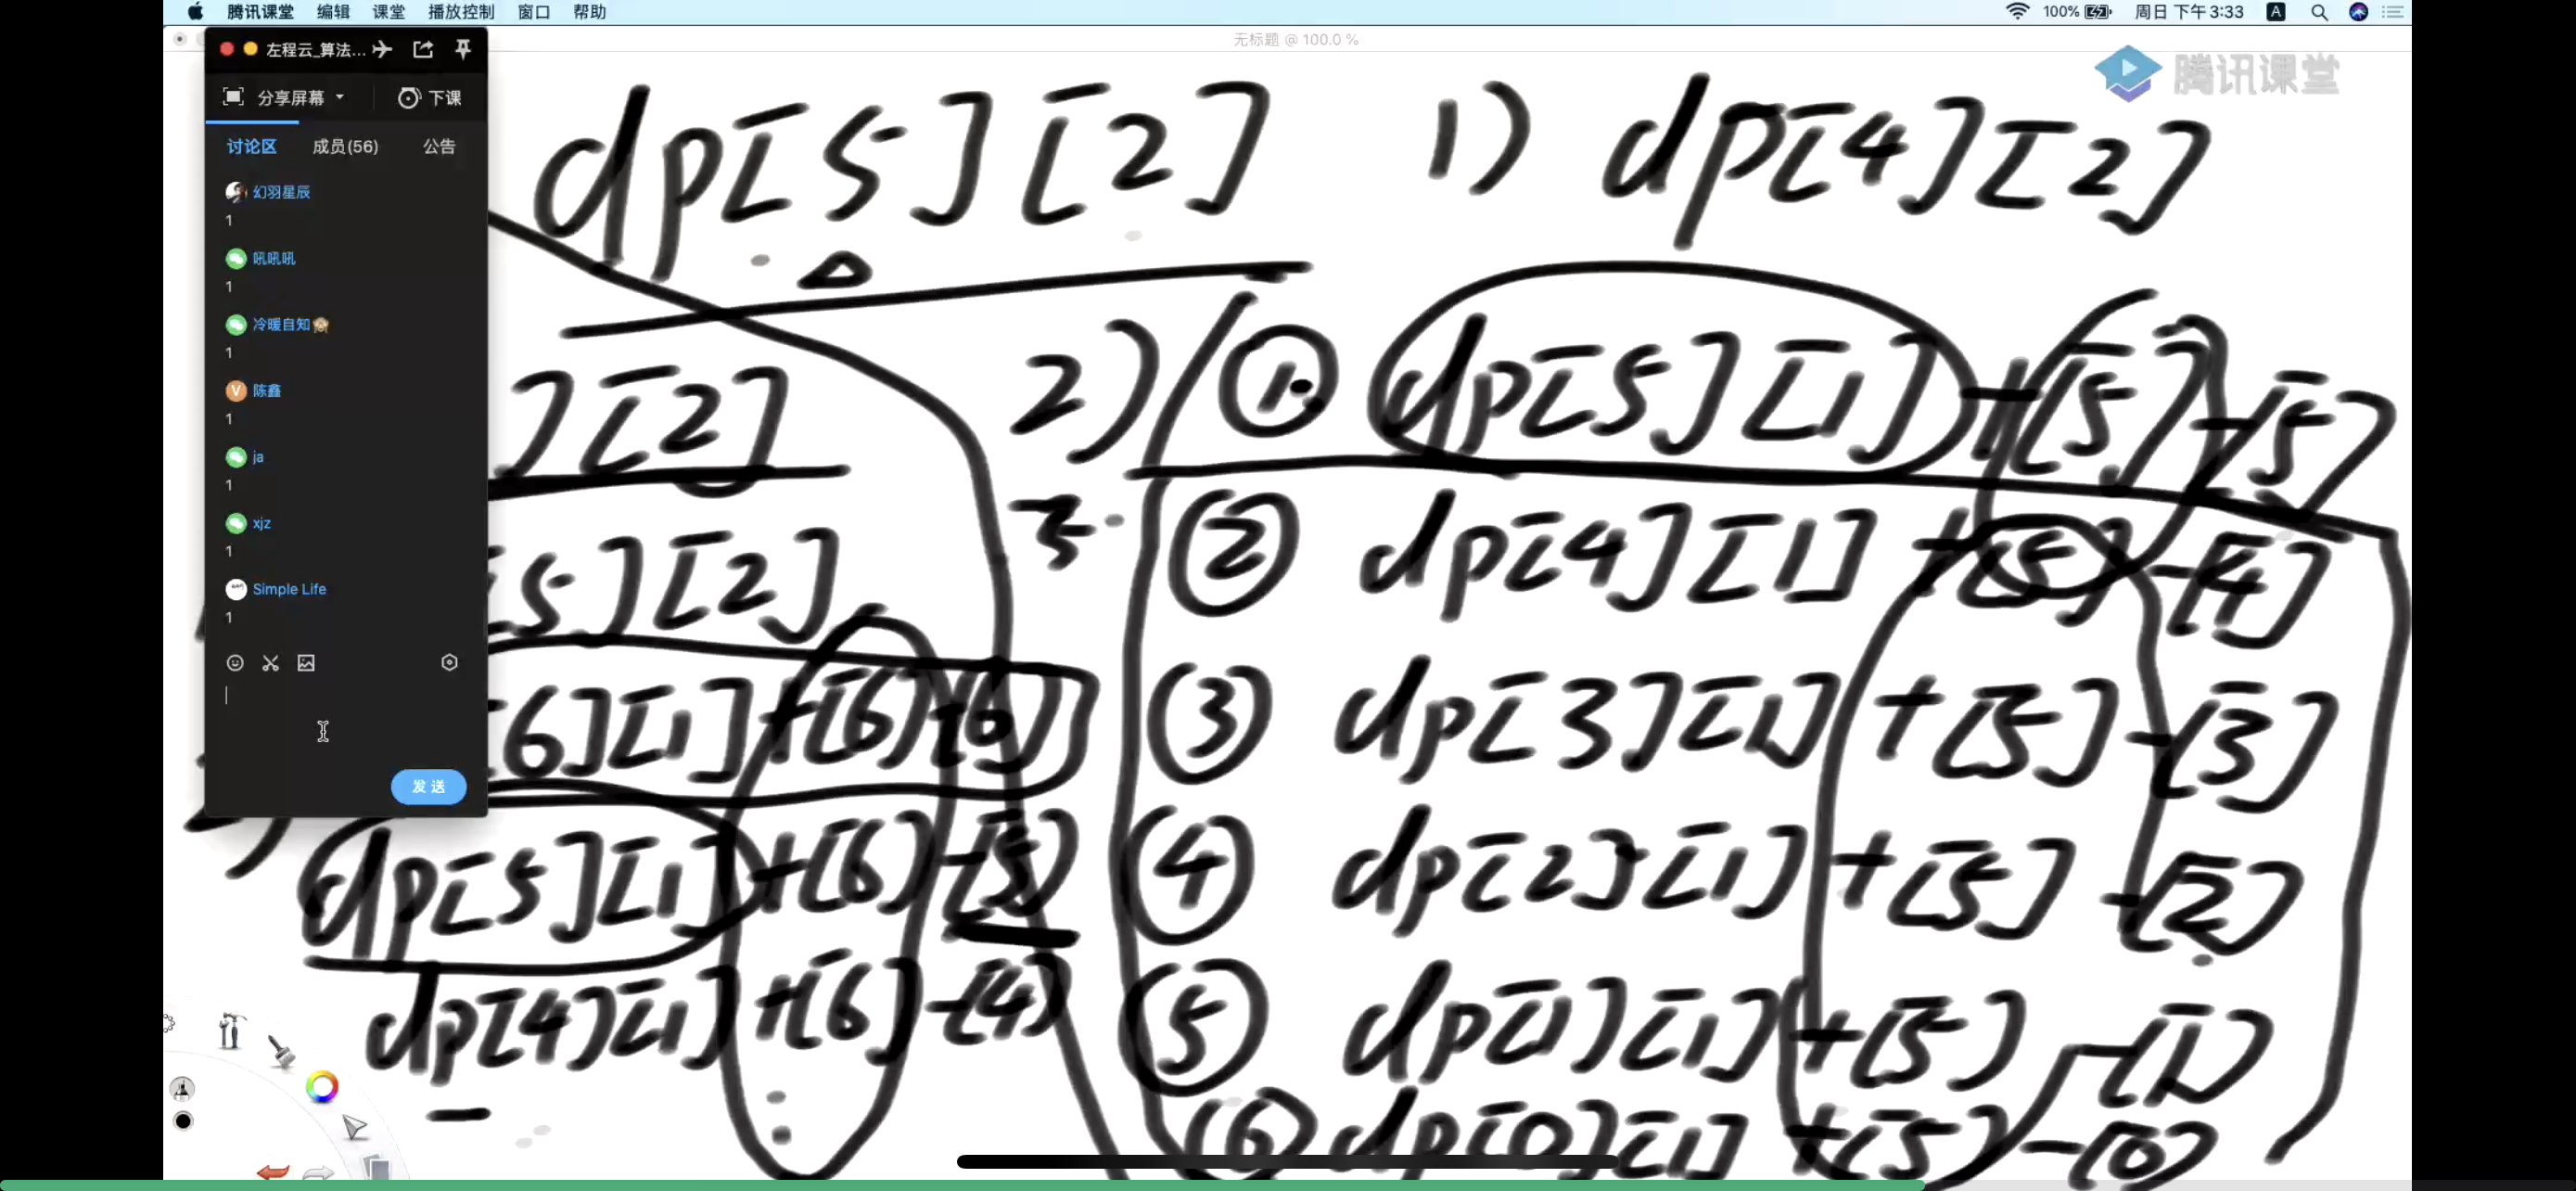 腾讯课堂 编辑 课堂 播放控制 窗口 帮助
100% 周日 下午3:33 A
无标题 @ 100.0 %
腾讯课堂
左程云_算法...
分享屏幕 下课
讨论区 成员(56) 公告
幻羽星辰
1
吼吼吼
1
冷暖自知
1
V 陈鑫
1
ja
1
xjz
1
Simple Life
1
发送
dp[5][2]
][2]
[5][2]
[6][1] +[6]-[6]
dp[5][1] +[6]-[5]
dp[4][1] +[6]-[4]
1) dp[4][2]
2) ① dp[5][1] +[5]-[5]
② dp[4][1] +[5]-[4]
③ dp[3][1] +[5]-[3]
④ dp[2][1] +[5]-[2]
⑤ dp[1][1] +[5]-[1]
⑥ dp[0][1] +[5]-[0]